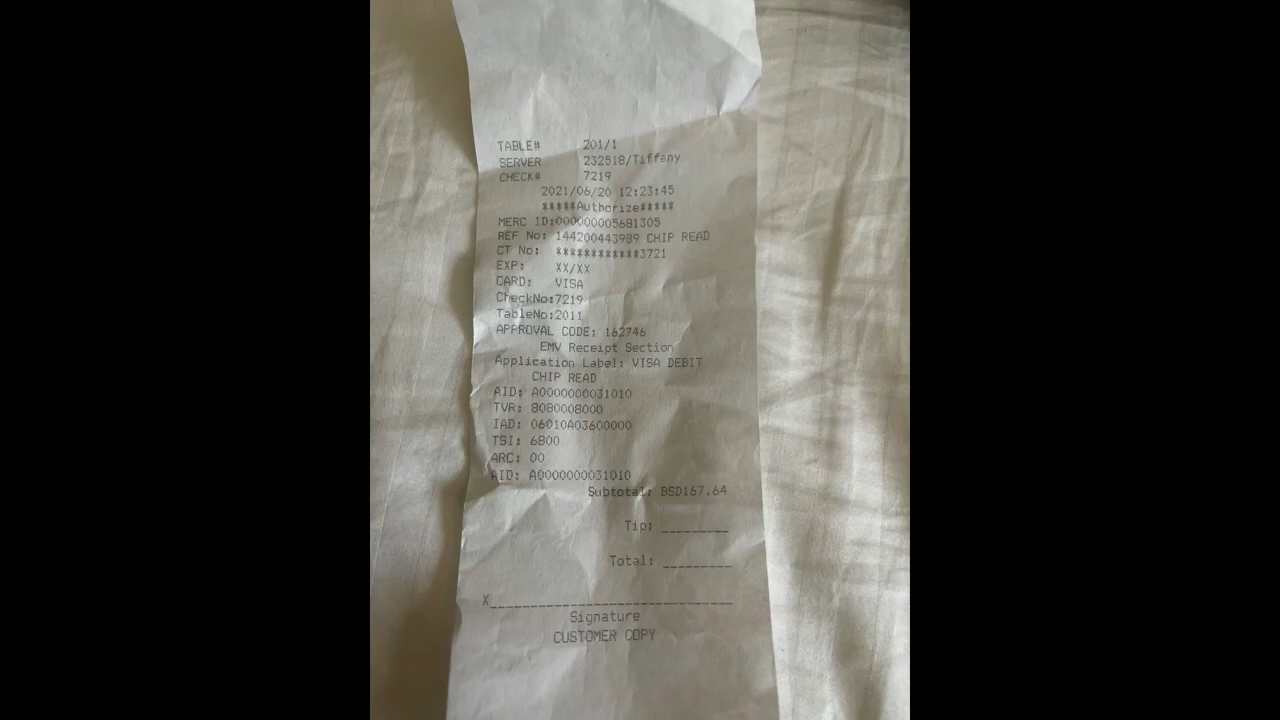 TABLE# 201/1
SERVER 232518/Tiffany
CHECK# 7219
2021/06/20 12:23:45
*****Authorize*****
MERC ID:000000005681305
REF No: 144200443989 CHIP READ
CT No: ************3721
EXP: XX/XX
CARD: VISA
CheckNo:7219
TableNo:2011
APPROVAL CODE: 162746
EMV Receipt Section
Application Label: VISA DEBIT
CHIP READ
AID: A0000000031010
TVR: 8080008000
IAD: 06010A03600000
TSI: 6800
ARC: 00
AID: A0000000031010
Subtotal: BSD167.64
Tip: _________
Total: _________
X______________________________
Signature
CUSTOMER COPY